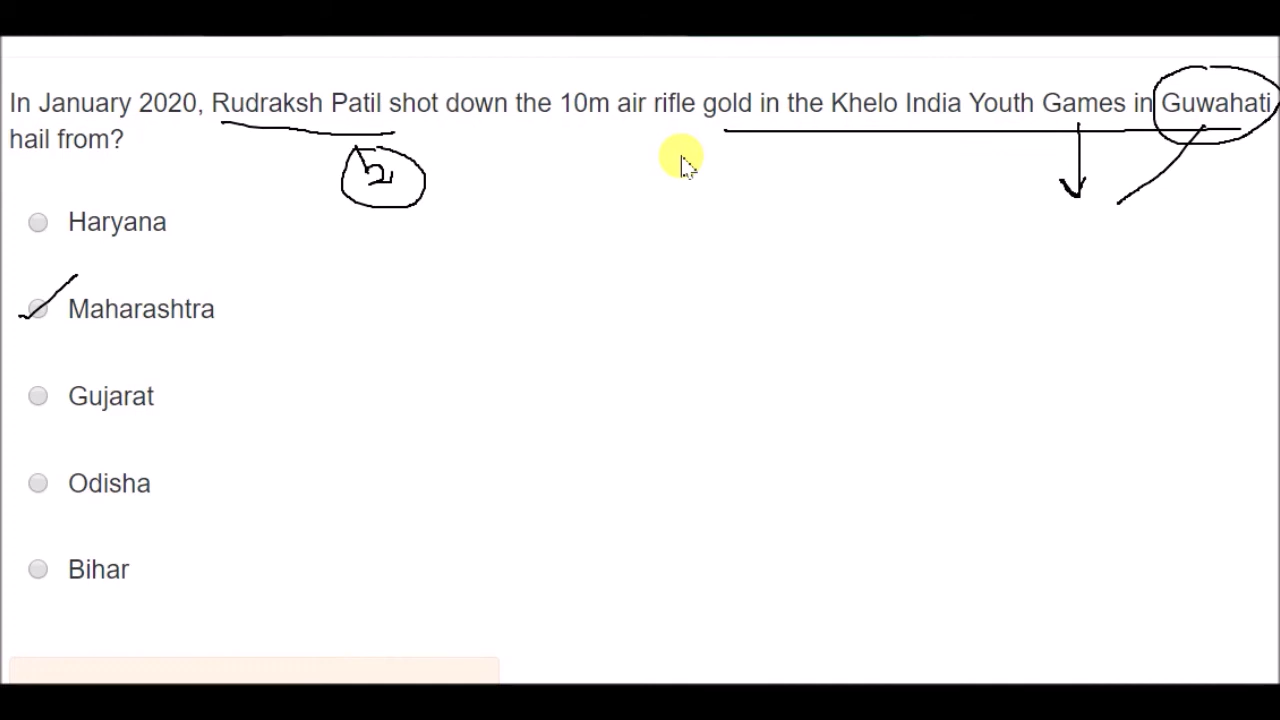 In January 2020, Rudraksh Patil shot down the 10m air rifle gold in the Khelo India Youth Games in Guwahati
hail from?
2
Haryana
Maharashtra
Gujarat
Odisha
Bihar